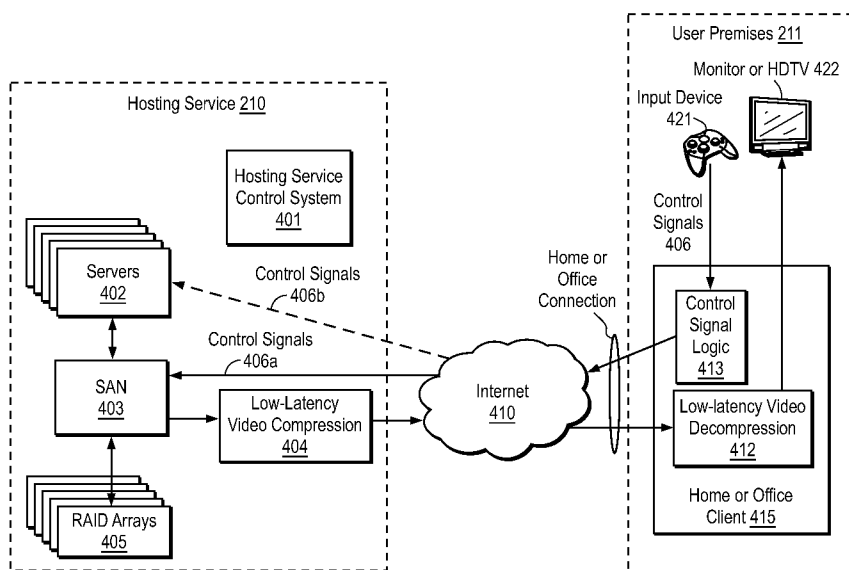 User Premises 211
Monitor or HDTV 422
Input Device
421
Hosting Service 210
Hosting Service
Control System
401
Control
Signals
406
Servers
402
Control Signals
406b
Home or
Office
Connection
Control
Signal
Logic
413
Control Signals
406a
SAN
403
Internet
410
Low-Latency
Video Compression
404
Low-latency Video
Decompression
412
RAID Arrays
405
Home or Office
Client 415